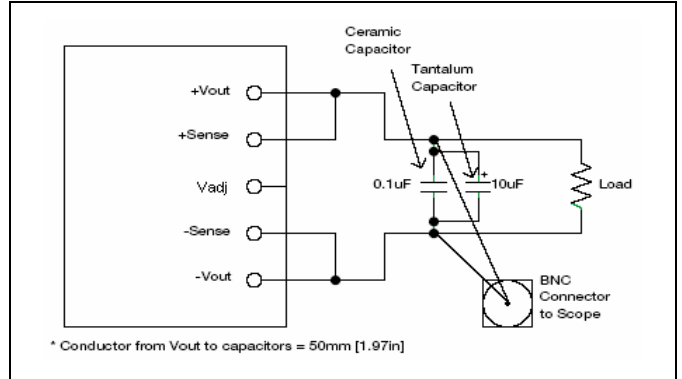 Ceramic
Capacitor
Tantalum
Capacitor
+Vout
+Sense
Vadj
-Sense
-Vout
0.1uF
+
10uF
Load
BNC
Connector
to Scope
* Conductor from Vout to capacitors = 50mm [1.97in]